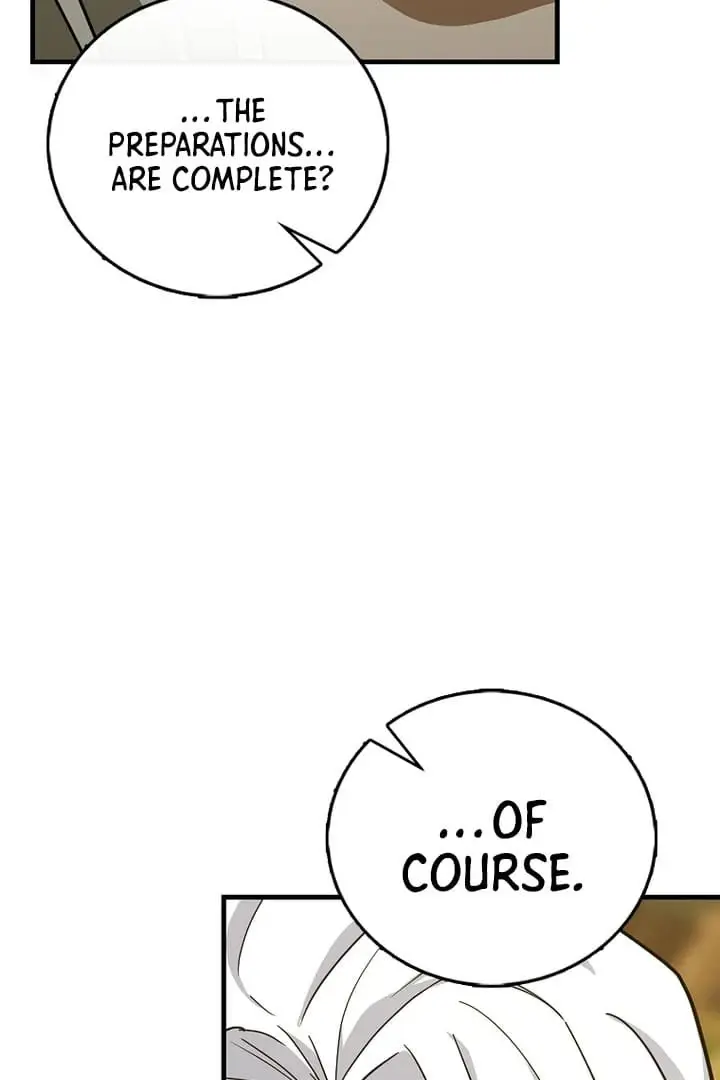 ...THE
PREPARATIONS...
ARE COMPLETE?
...OF
COURSE.